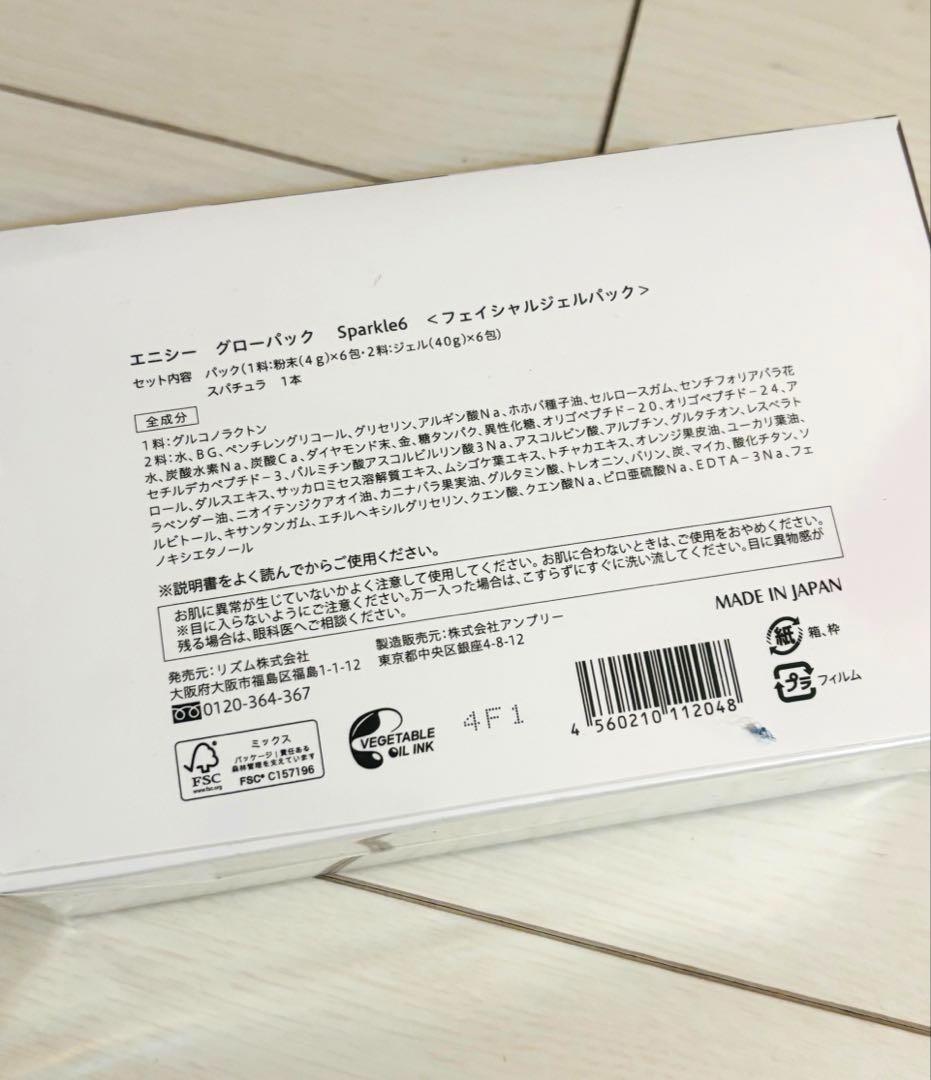 エニシー グローパック Sparkle6 <フェイシャルジェルパック>
セット内容 パック(1料:粉末(4g)×6包・2料:ジェル(40g)×6包)
スパチュラ 1本
全成分
1料:グルコノラクトン
2料:水、BG、ペンチレングリコール、グリセリン、アルギン酸Na、ホホバ種子油、セルロースガム、センチフォリアバラ花
水、炭酸水素Na、炭酸Ca、ダイヤモンド末、金、糖タンパク、異性化糖、オリゴペプチド-20、オリゴペプチド-24、ア
セチルデカペプチド-3、パルミチン酸アスコルビルリン酸3Na、アスコルビン酸、アルブチン、グルタチオン、レスベラト
ロール、ダルスエキス、サッカロミセス溶解質エキス、ムシゴケ葉エキス、トチャカエキス、オレンジ果皮油、ユーカリ葉油、
ラベンダー油、ニオイテンジクアオイ油、カニナバラ果実油、グルタミン酸、トレオニン、バリン、炭、マイカ、酸化チタン、ソ
ルビトール、キサンタンガム、エチルヘキシルグリセリン、クエン酸、クエン酸Na、ピロ亜硫酸Na、EDTA-3Na、フェ
ノキシエタノール
※説明書をよく読んでからご使用ください。
お肌に異常が生じていないかよく注意して使用してください。お肌に合わないときは、ご使用をおやめください。
※目に入らないようにご注意ください。万一入った場合は、こすらずにすぐに洗い流してください。目に異物感が
残る場合は、眼科医へご相談ください。
MADE IN JAPAN
発売元:リズム株式会社
大阪府大阪市福島区福島1-1-12
0120-364-367
製造販売元:株式会社アンプリー
東京都中央区銀座4-8-12
紙 箱、枠
プラ フィルム
FSC
www.fsc.org
ミックス
パッケージ|責任ある
森林管理を支えています
FSC® C157196
VEGETABLE
OIL INK
4F1
4 560210 112048